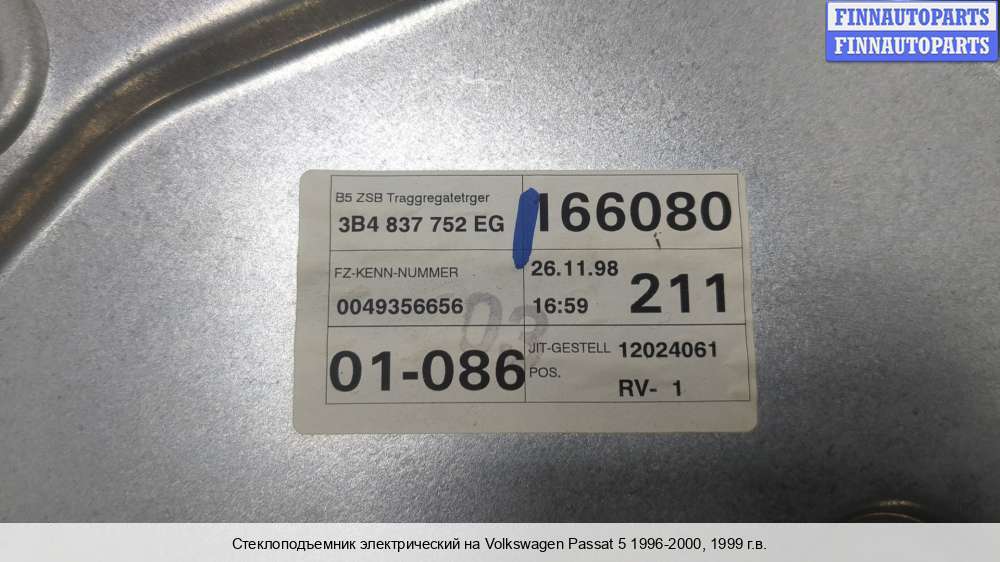 FINNAUTOPARTS
FINNAUTOPARTS
B5 ZSB Traggregatetrger
3B4 837 752 EG
166080
FZ-KENN-NUMMER
0049356656
26.11.98
16:59
211
03
01-086
JIT-GESTELL 12024061
POS.
RV- 1
Стеклоподъемник электрический на Volkswagen Passat 5 1996-2000, 1999 г.в.